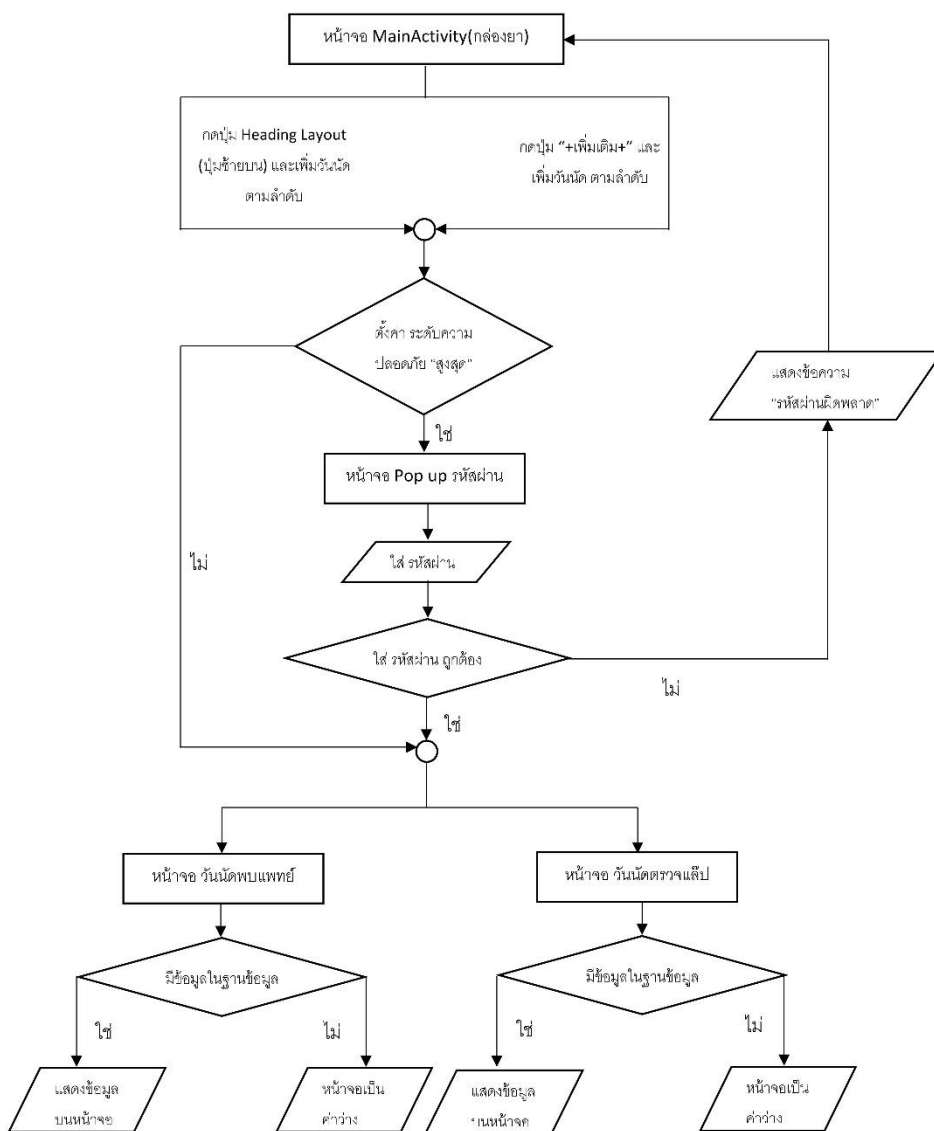 หน้าจอ MainActivity(กล่องยา)
กดปุ่ม Heading Layout
(ปุ่มซ้ายบน) และเพิ่มวันนัด
ตามลำดับ
กดปุ่ม “+เพิ่มเติม+” และ
เพิ่มวันนัด ตามลำดับ
ตั้งคา ระดับความ
ปลอดภัย “สูงสุด”
แสดงข้อความ
“รหัสผ่านผิดพลาด”
ใช่
หน้าจอ Pop up รหัสผ่าน
ไม่
ใส่ รหัสผ่าน
ใส่ รหัสผ่าน ถูกต้อง
ไม่
ใช่
หน้าจอ วันนัดพบแพทย์
หน้าจอ วันนัดตรวจแล็ป
มีข้อมูลในฐานข้อมูล
มีข้อมูลในฐานข้อมูล
ใช่
ไม่
ใช่
ไม่
แสดงข้อมูล
บนหน้าจอ
หน้าจอเป็น
ค่าว่าง
แสดงข้อมูล
บนหน้าจอ
หน้าจอเป็น
ค่าว่าง